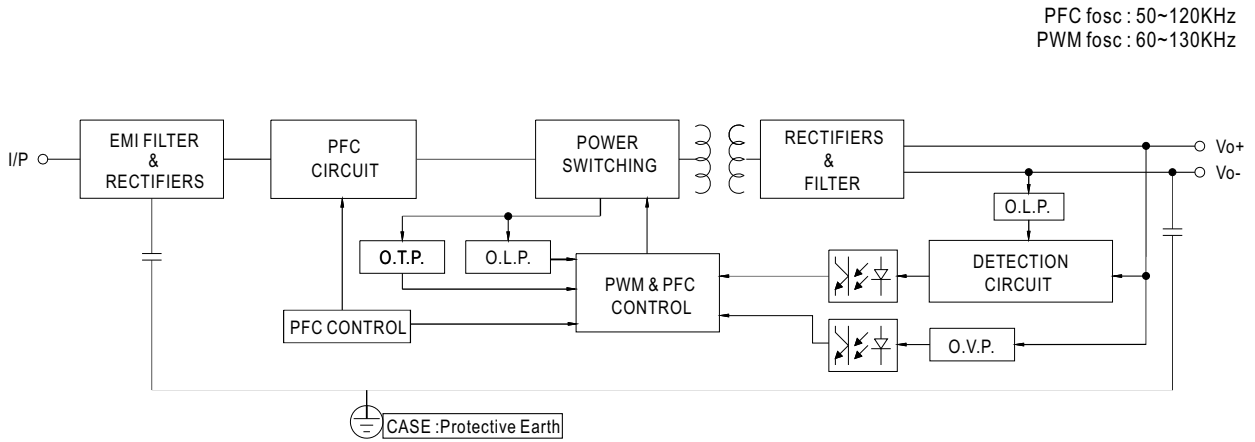 PFC fosc : 50~120KHz
PWM fosc : 60~130KHz
I/P
EMI FILTER
&
RECTIFIERS
PFC
CIRCUIT
POWER
SWITCHING
RECTIFIERS
&
FILTER
Vo+
Vo-
O.L.P.
O.T.P.
O.L.P.
PWM & PFC
CONTROL
DETECTION
CIRCUIT
PFC CONTROL
O.V.P.
CASE :Protective Earth